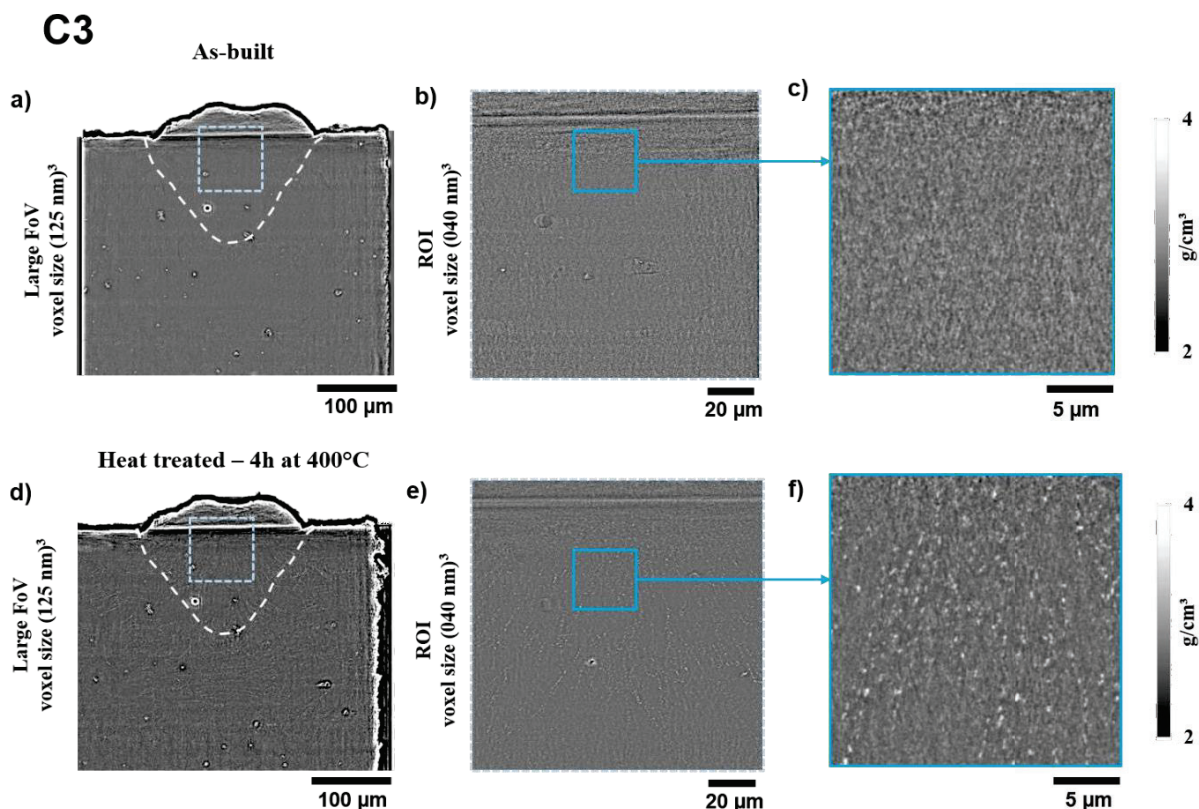 C3
As-built
a)
b)
c)
Large FoV
voxel size (125 nm)³
ROI
voxel size (040 nm)³
4
g/cm³
2
100 µm
20 µm
5 µm
Heat treated – 4h at 400°C
d)
e)
f)
Large FoV
voxel size (125 nm)³
ROI
voxel size (040 nm)³
4
g/cm³
2
100 µm
20 µm
5 µm